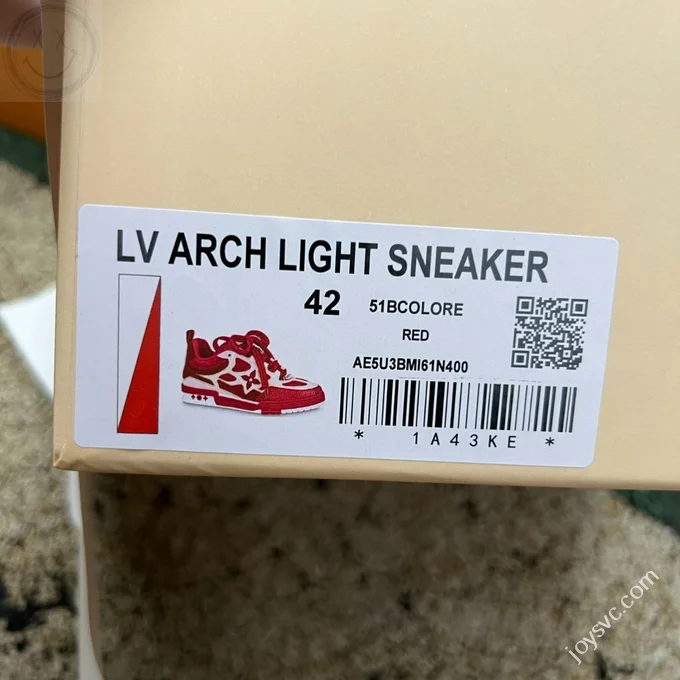 LV ARCH LIGHT SNEAKER
42 51BCOLORE
RED
AE5U3BMI61N400
* 1A43KE *
joysvc.com